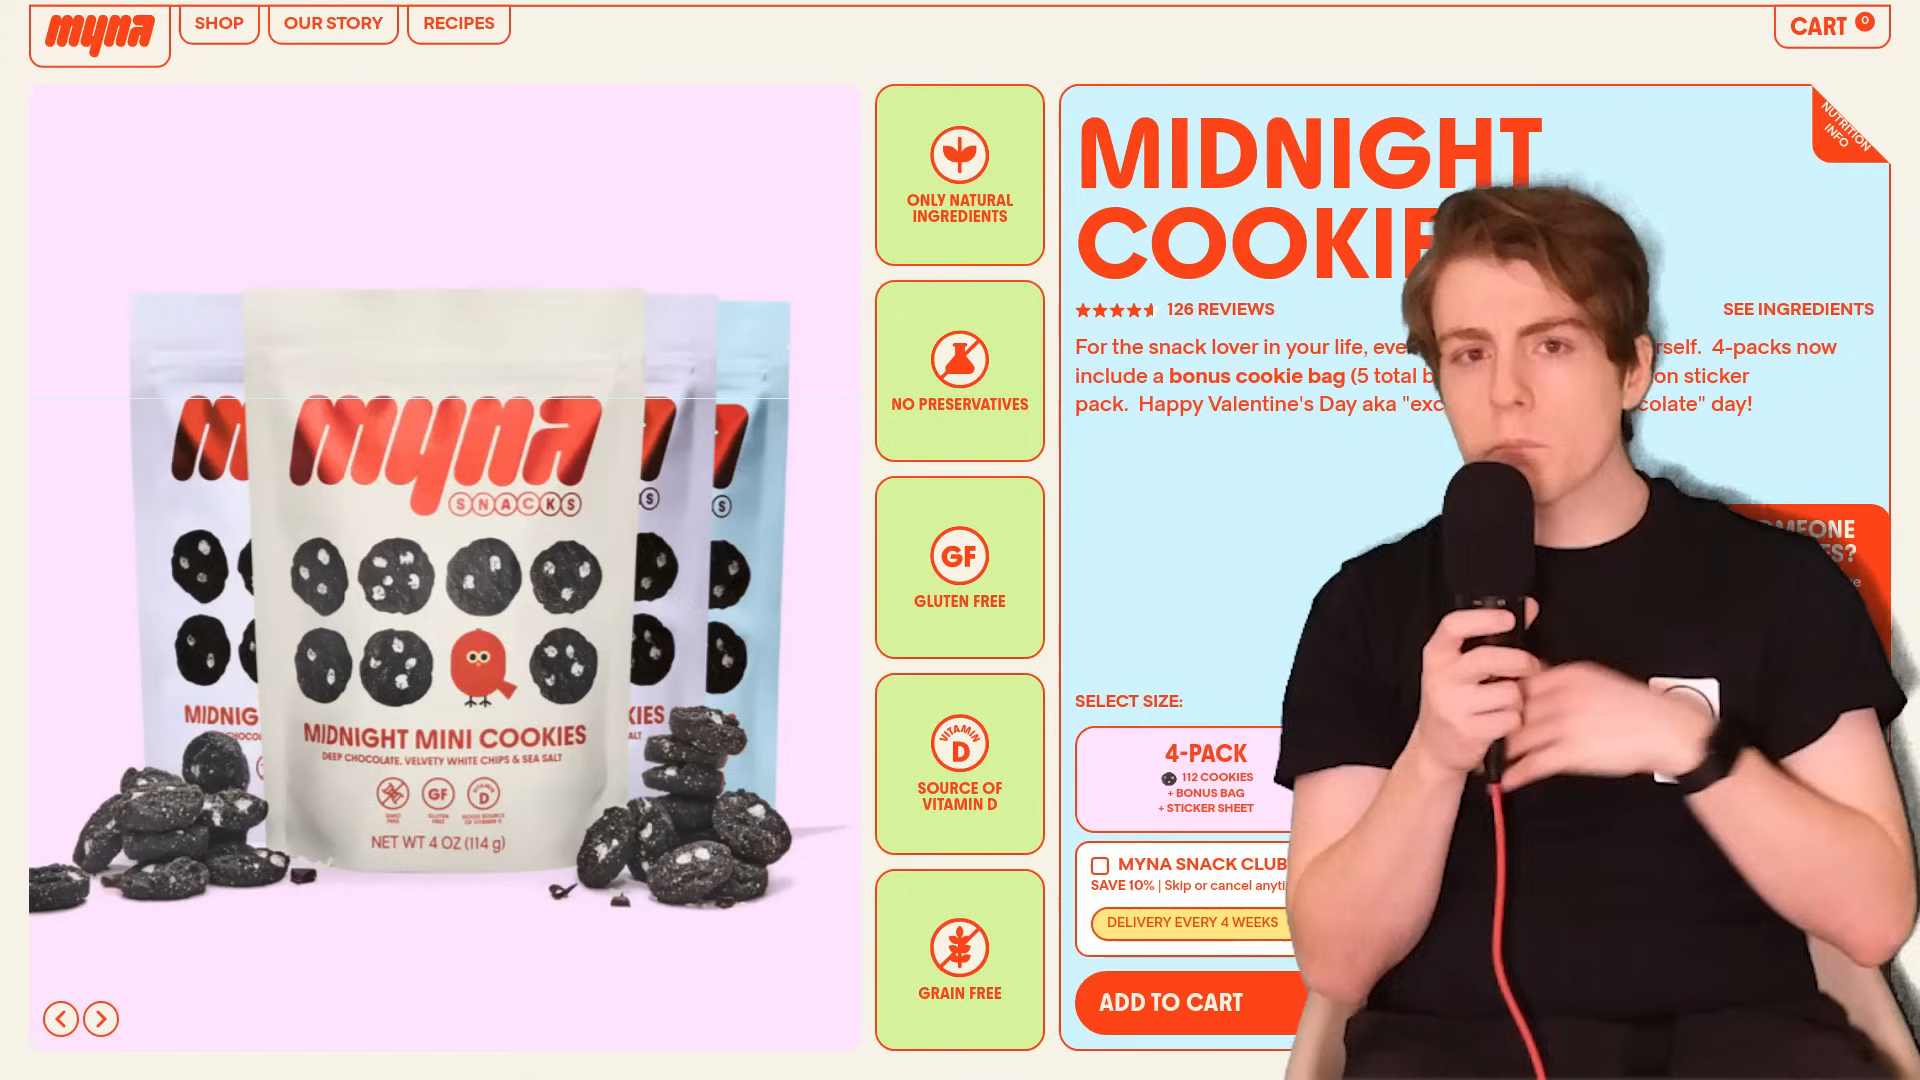 myna
SHOP
OUR STORY
RECIPES
CART 0
myna
SNACKS
MIDNIGHT MINI COOKIES
DEEP CHOCOLATE, VELVETY WHITE CHIPS & SEA SALT
GF
VITAMIN
D
NET WT 4 OZ (114 g)
ONLY NATURAL
INGREDIENTS
NO PRESERVATIVES
GF
GLUTEN FREE
VITAMIN
D
SOURCE OF
VITAMIN D
GRAIN FREE
NUTRITION
INFO
MIDNIGHT
COOKIE
126 REVIEWS
SEE INGREDIENTS
For the snack lover in your life, eve rself. 4-packs now
include a bonus cookie bag (5 total b on sticker
pack. Happy Valentine's Day aka "exc colate" day!
OMEONE
ES?
SELECT SIZE:
4-PACK
112 COOKIES
+ BONUS BAG
+ STICKER SHEET
MYNA SNACK CLUB
SAVE 10% | Skip or cancel anyti
DELIVERY EVERY 4 WEEKS
ADD TO CART